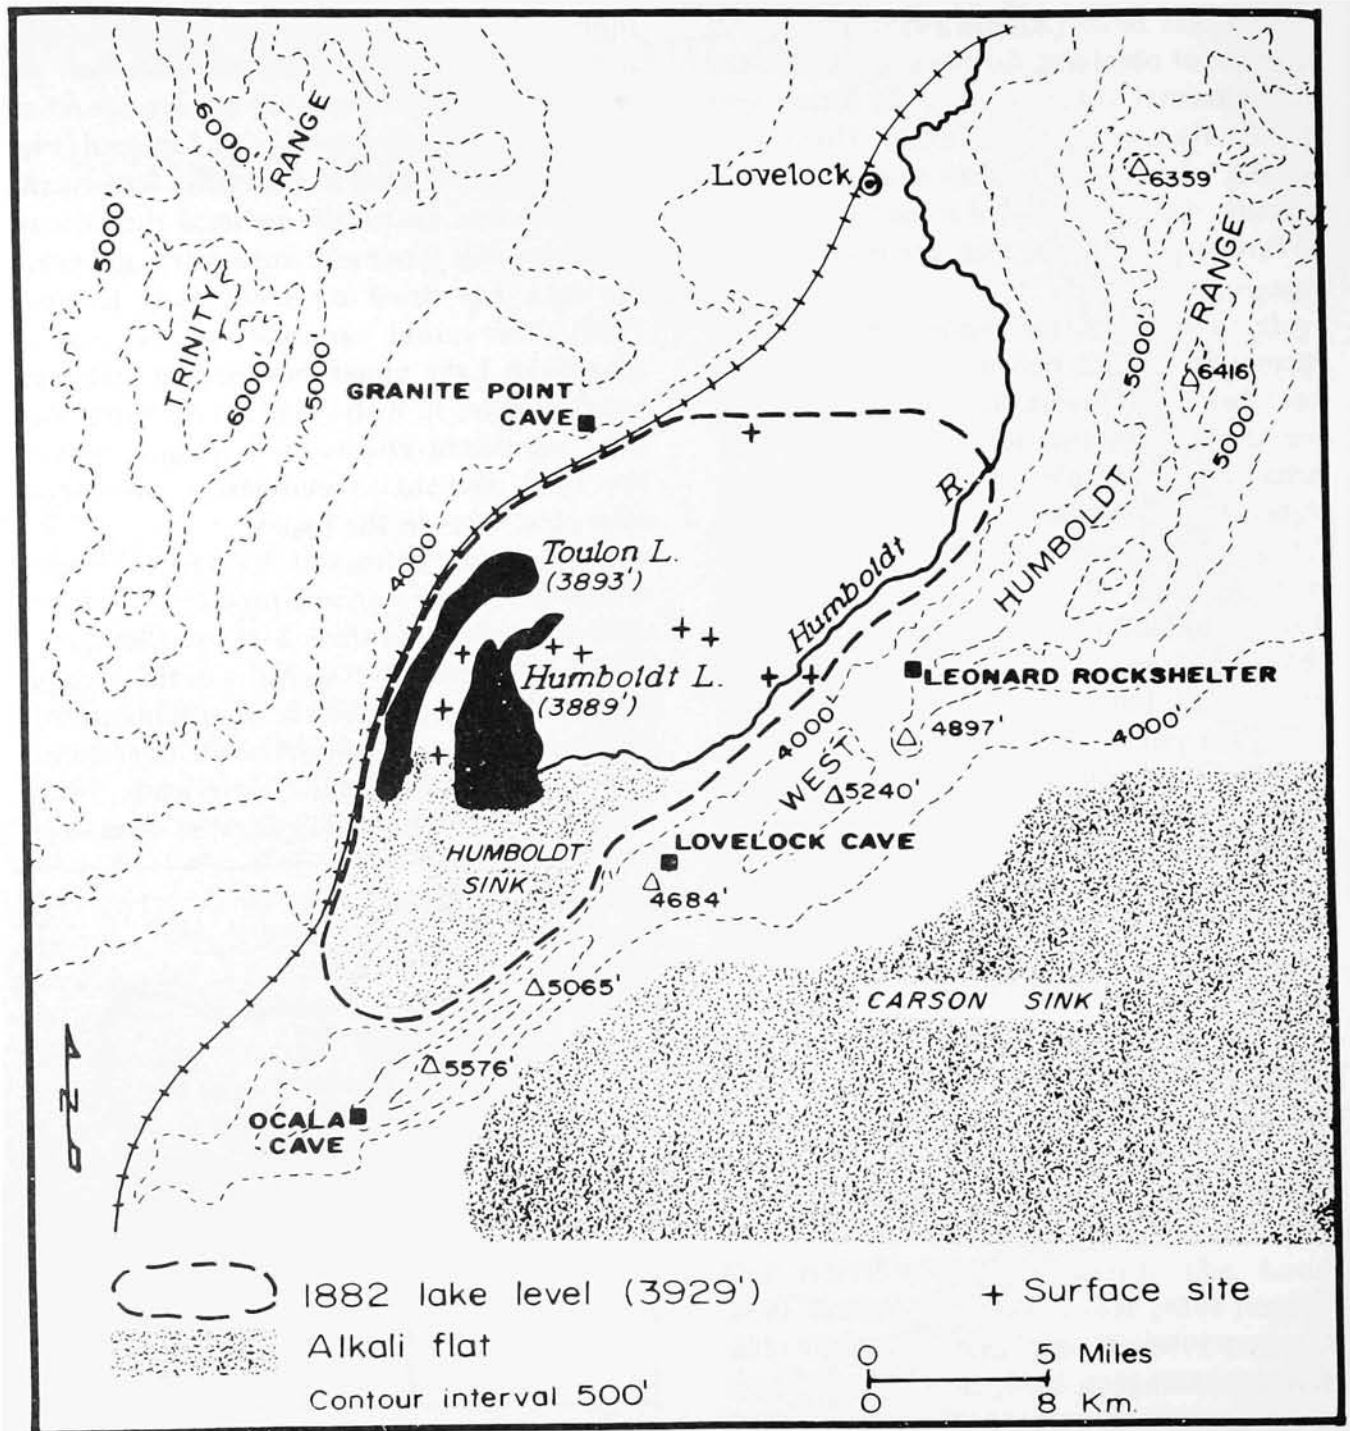 6000'
RANGE
5000'
TRINITY
6000'
5000'
Lovelock
6359'
RANGE
5000'
6416'
5000'
GRANITE POINT
CAVE
4000'
Toulon L.
(3893')
Humboldt R.
HUMBOLDT
Humboldt L.
(3889')
LEONARD ROCKSHELTER
4897'
4000'
4000'
WEST
5240'
LOVELOCK CAVE
4684'
HUMBOLDT
SINK
5065'
CARSON SINK
5576'
OCALA
CAVE
N
1882 lake level (3929')
+ Surface site
Alkali flat
Contour interval 500'
0 5 Miles
0 8 Km.